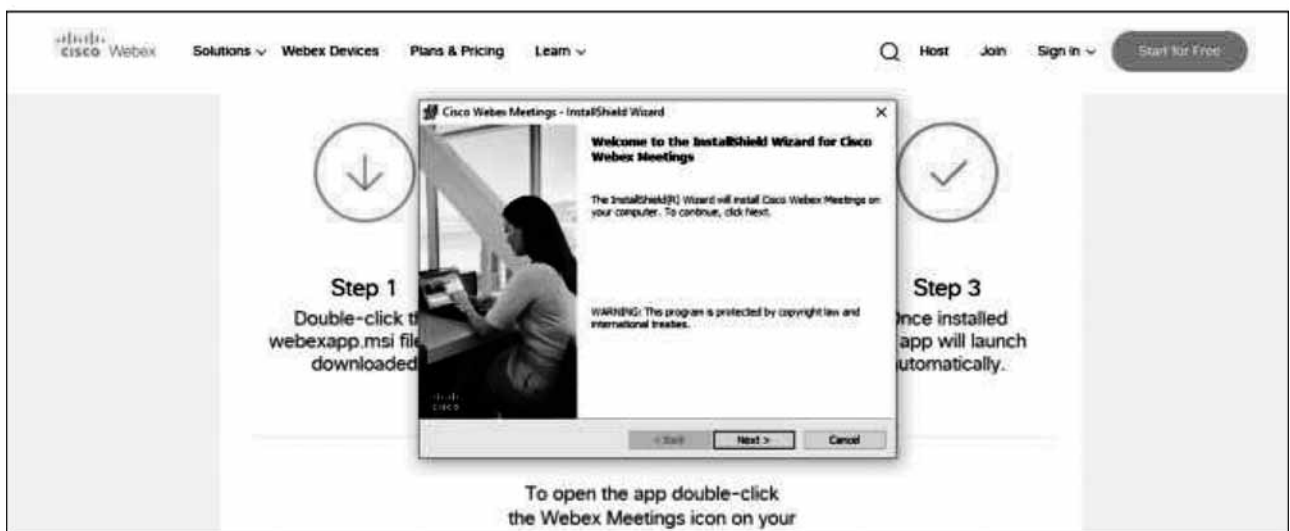 cisco Webex Solutions Webex Devices Plans & Pricing Learn Host Join Sign in Start for Free
Cisco Webex Meetings - InstallShield Wizard
Welcome to the InstallShield Wizard for Cisco
Webex Meetings
The InstallShield(R) Wizard will install Cisco Webex Meetings on
your computer. To continue, click Next.
WARNING: This program is protected by copyright law and
international treaties.
cisco
< Back Next > Cancel
Step 1
Double-click
webexapp.msi
downloaded
Step 3
installed
app will launch
To open the app double-click
the Webex Meetings icon on your